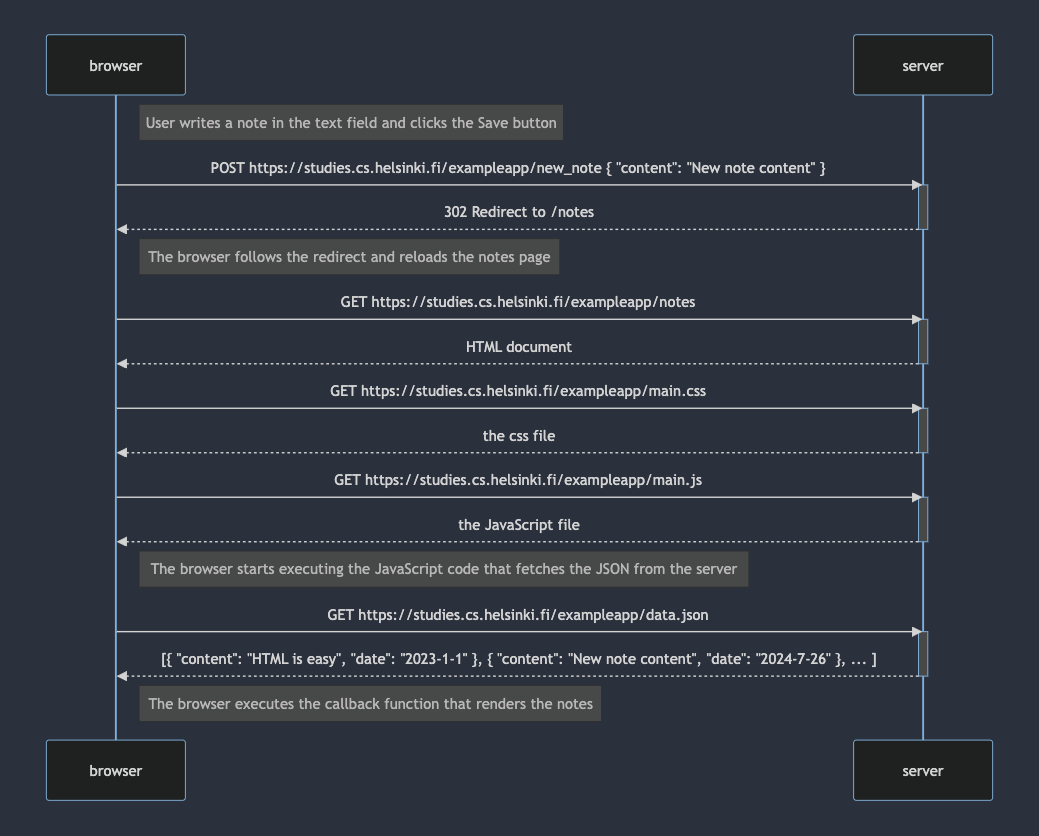 browser
server
User writes a note in the text field and clicks the Save button
POST https://studies.cs.helsinki.fi/exampleapp/new_note { "content": "New note content" }
302 Redirect to /notes
The browser follows the redirect and reloads the notes page
GET https://studies.cs.helsinki.fi/exampleapp/notes
HTML document
GET https://studies.cs.helsinki.fi/exampleapp/main.css
the css file
GET https://studies.cs.helsinki.fi/exampleapp/main.js
the JavaScript file
The browser starts executing the JavaScript code that fetches the JSON from the server
GET https://studies.cs.helsinki.fi/exampleapp/data.json
[{ "content": "HTML is easy", "date": "2023-1-1" }, { "content": "New note content", "date": "2024-7-26" }, ... ]
The browser executes the callback function that renders the notes
browser
server